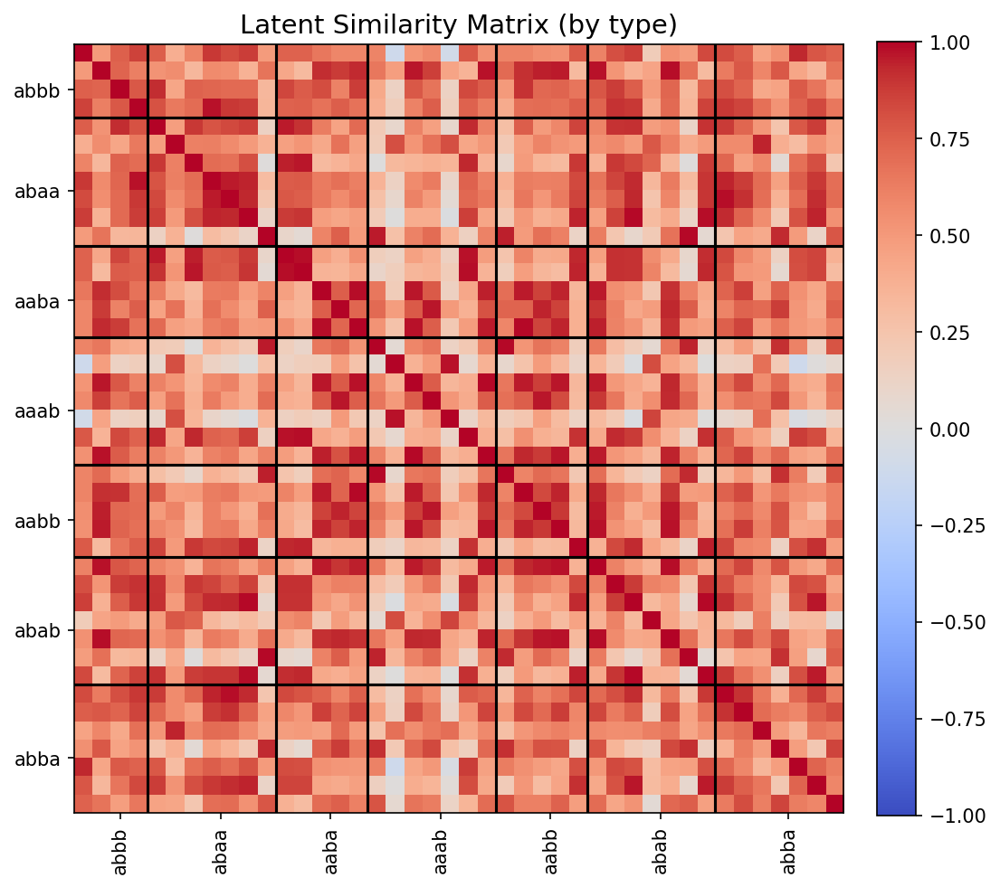 Latent Similarity Matrix (by type)
abbb
abaa
aaba
aaab
aabb
abab
abba
abbb
abaa
aaba
aaab
aabb
abab
abba
1.00
0.75
0.50
0.25
0.00
−0.25
−0.50
−0.75
−1.00